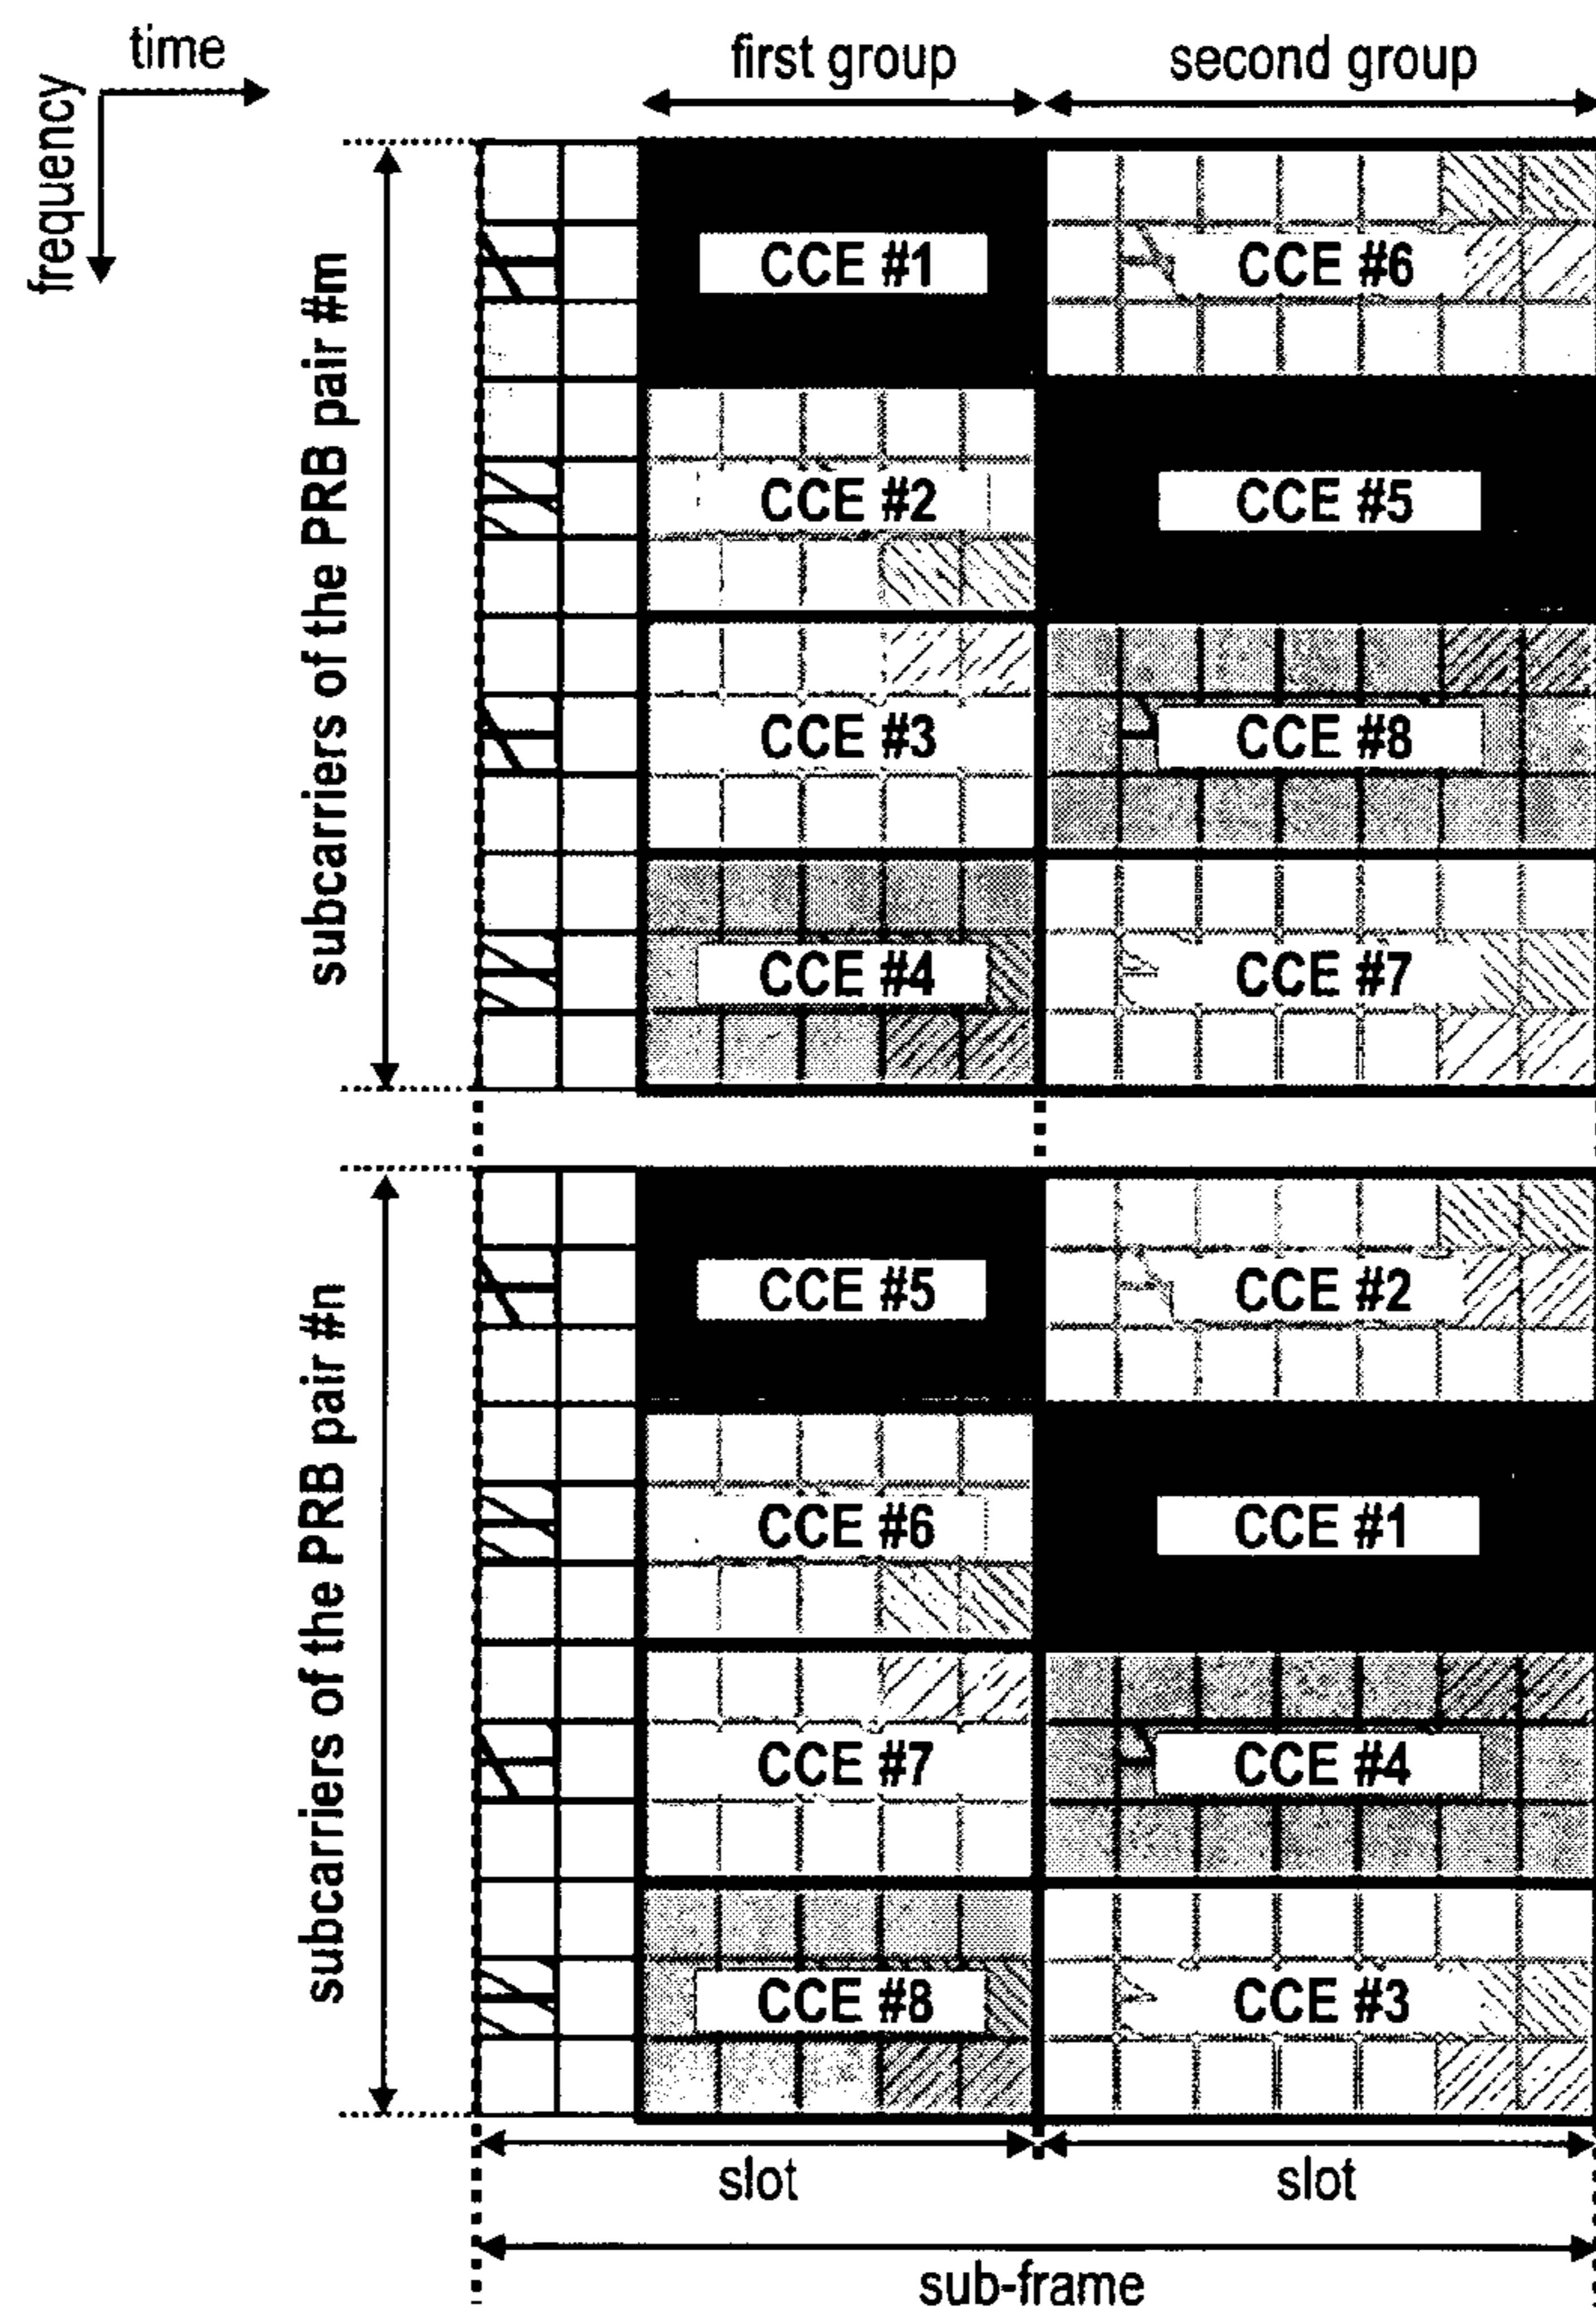 time
frequency
first group
second group
subcarriers of the PRB pair #m
CCE #1
CCE #6
CCE #2
CCE #5
CCE #3
CCE #8
CCE #4
CCE #7
subcarriers of the PRB pair #n
CCE #5
CCE #2
CCE #6
CCE #1
CCE #7
CCE #4
CCE #8
CCE #3
slot
slot
sub-frame